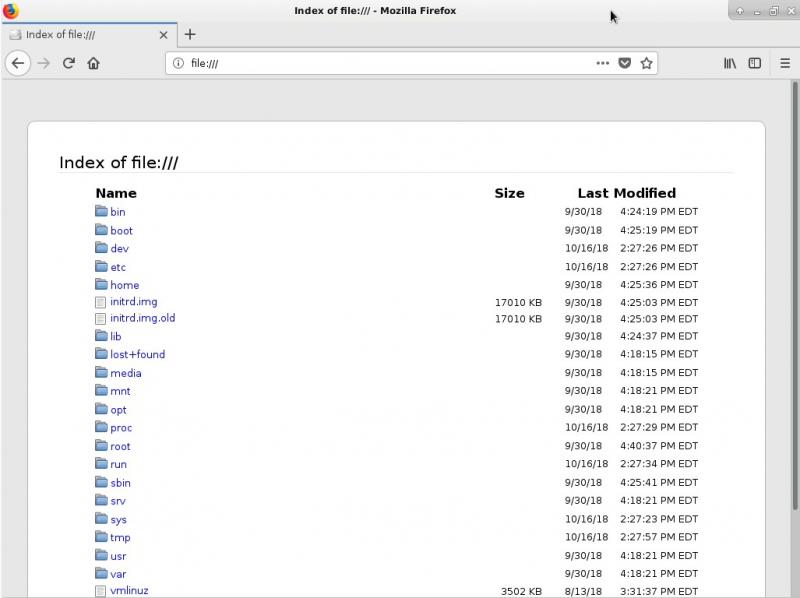 Index of file:/// - Mozilla Firefox
Index of file:///
file:///
Index of file:///
Name Size Last Modified
bin 9/30/18 4:24:19 PM EDT
boot 9/30/18 4:25:19 PM EDT
dev 10/16/18 2:27:26 PM EDT
etc 10/16/18 2:27:26 PM EDT
home 9/30/18 4:25:36 PM EDT
initrd.img 17010 KB 9/30/18 4:25:03 PM EDT
initrd.img.old 17010 KB 9/30/18 4:25:03 PM EDT
lib 9/30/18 4:24:37 PM EDT
lost+found 9/30/18 4:18:15 PM EDT
media 9/30/18 4:18:15 PM EDT
mnt 9/30/18 4:18:21 PM EDT
opt 9/30/18 4:18:21 PM EDT
proc 10/16/18 2:27:29 PM EDT
root 9/30/18 4:40:37 PM EDT
run 10/16/18 2:27:34 PM EDT
sbin 9/30/18 4:25:41 PM EDT
srv 9/30/18 4:18:21 PM EDT
sys 10/16/18 2:27:23 PM EDT
tmp 10/16/18 2:27:57 PM EDT
usr 9/30/18 4:18:21 PM EDT
var 9/30/18 4:18:21 PM EDT
vmlinuz 3502 KB 8/13/18 3:31:37 PM EDT